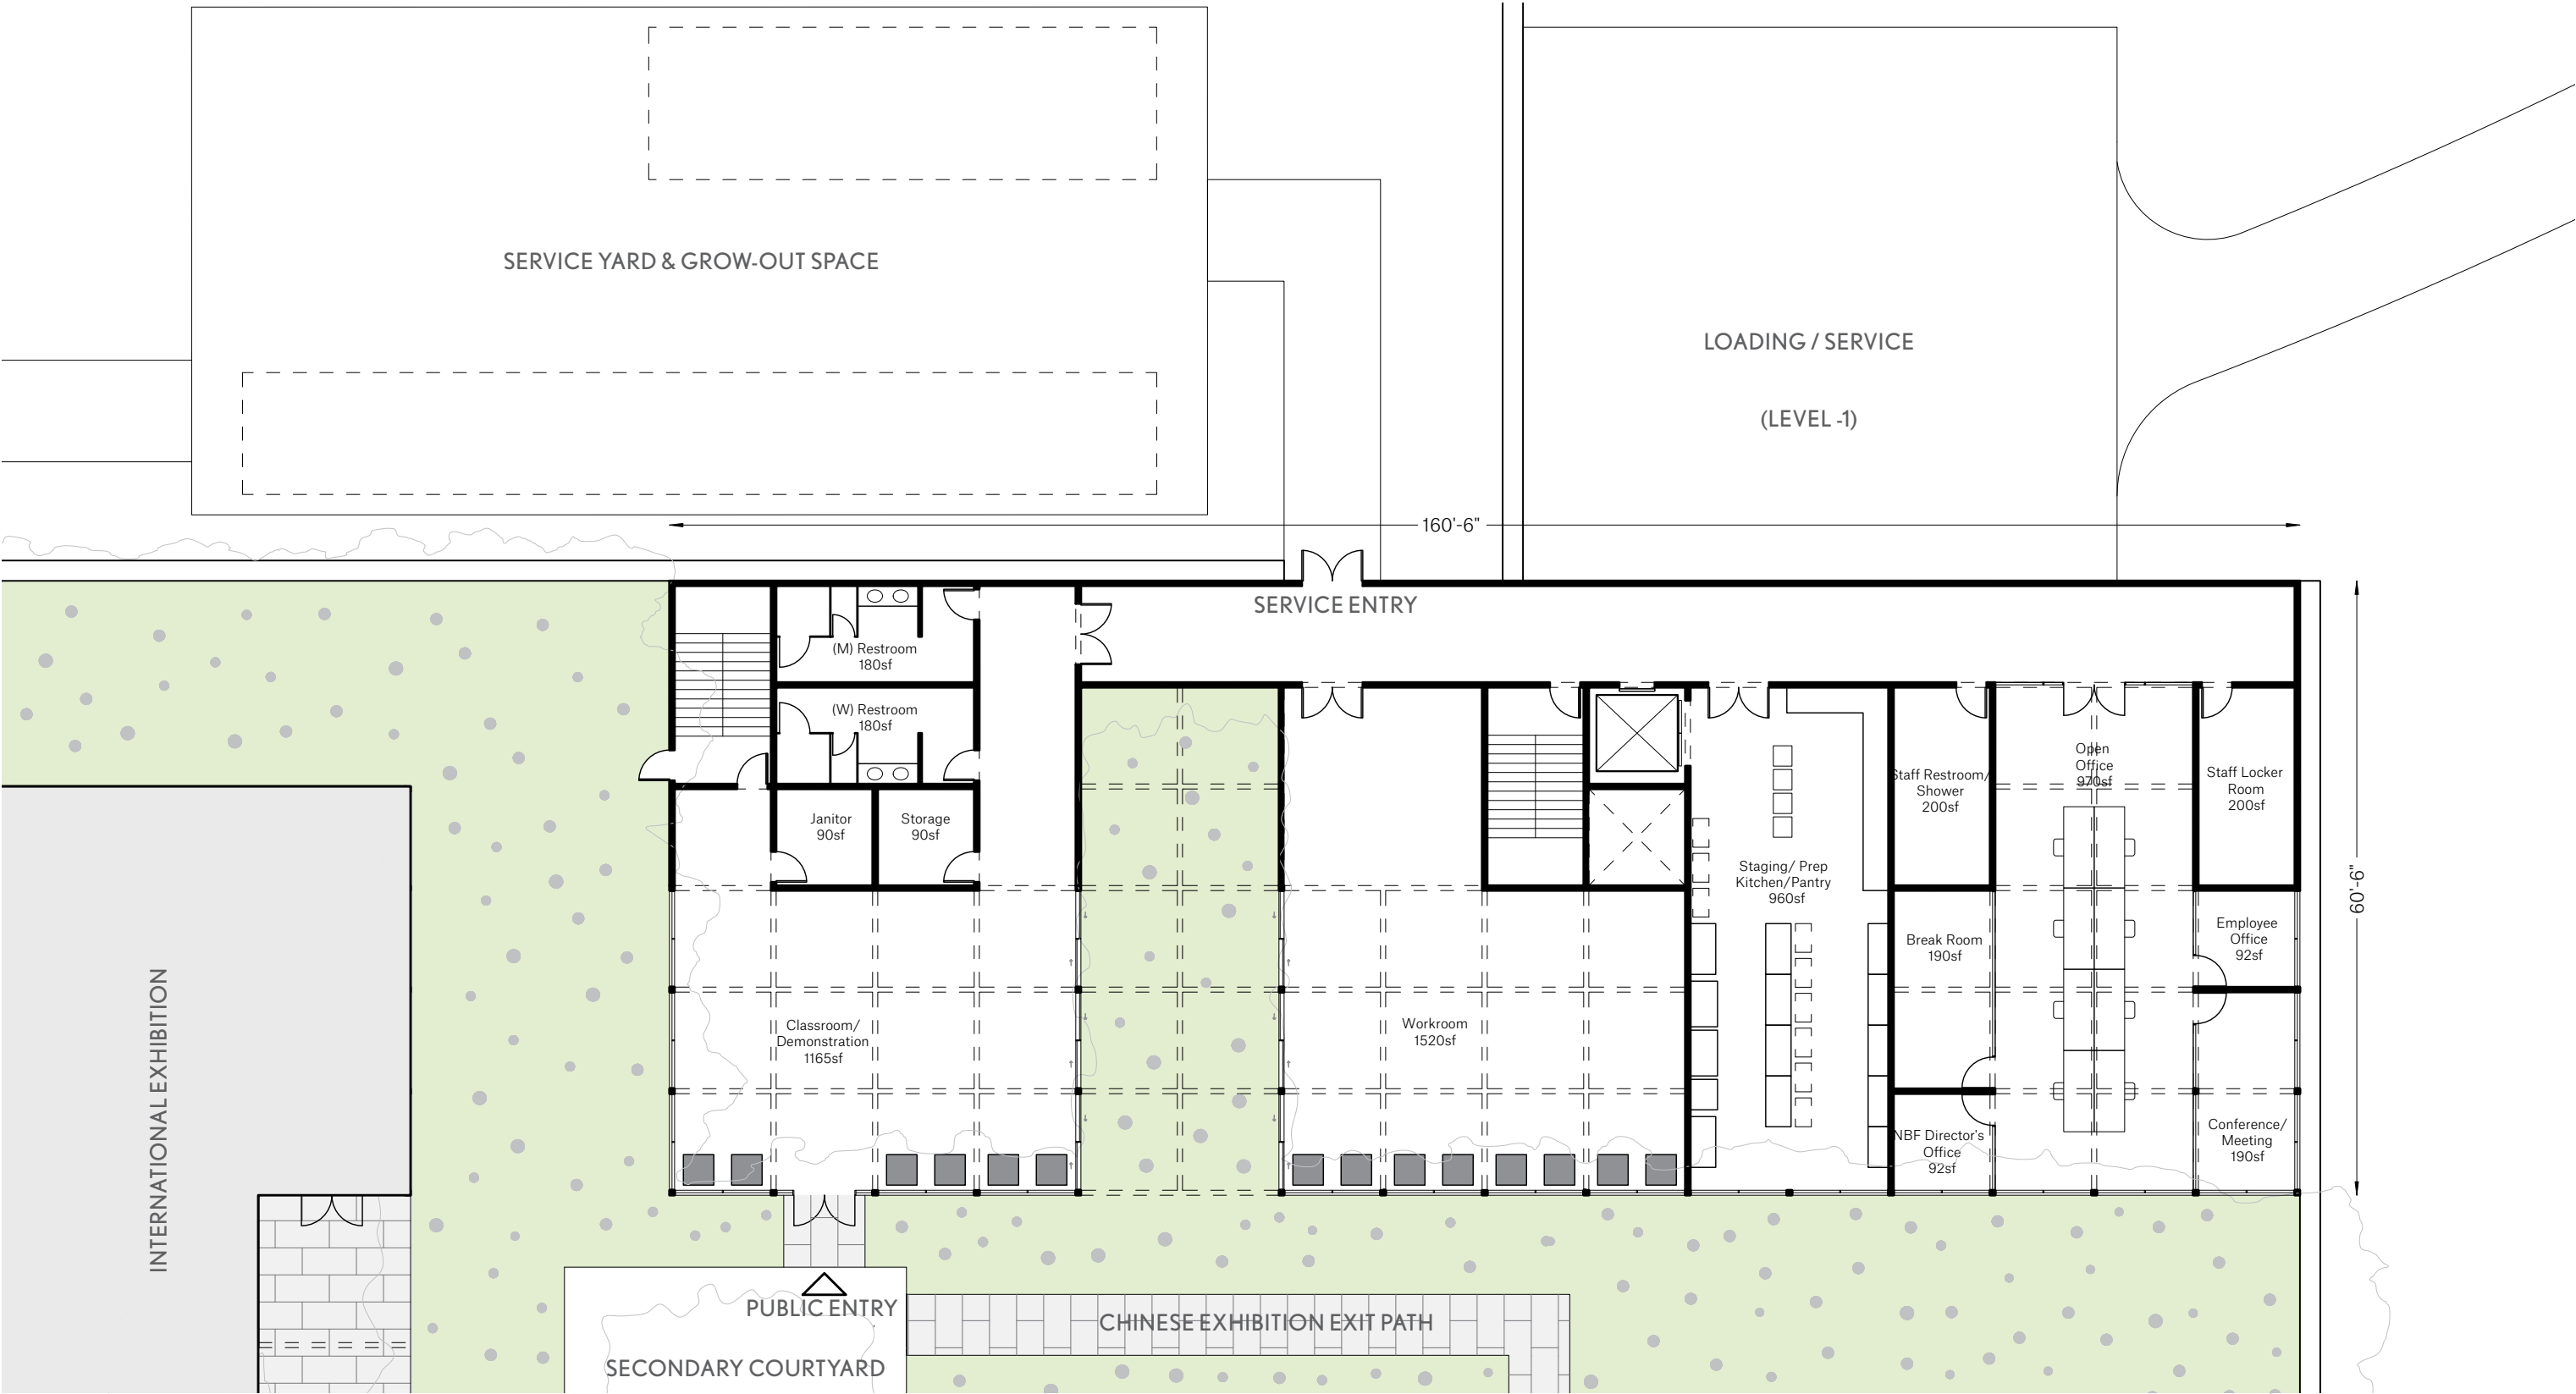 SERVICE YARD & GROW-OUT SPACE
LOADING / SERVICE
(LEVEL -1)
160'-6"
SERVICE ENTRY
(M) Restroom
180sf
(W) Restroom
180sf
Janitor
90sf
Storage
90sf
Staff Restroom/
Shower
200sf
Open
Office
970sf
Staff Locker
Room
200sf
60'-6"
Staging/ Prep
Kitchen/Pantry
960sf
Break Room
190sf
Employee
Office
92sf
INTERNATIONAL EXHIBITION
Classroom/
Demonstration
1165sf
Workroom
1520sf
NBF Director's
Office
92sf
Conference/
Meeting
190sf
PUBLIC ENTRY
CHINESE EXHIBITION EXIT PATH
SECONDARY COURTYARD